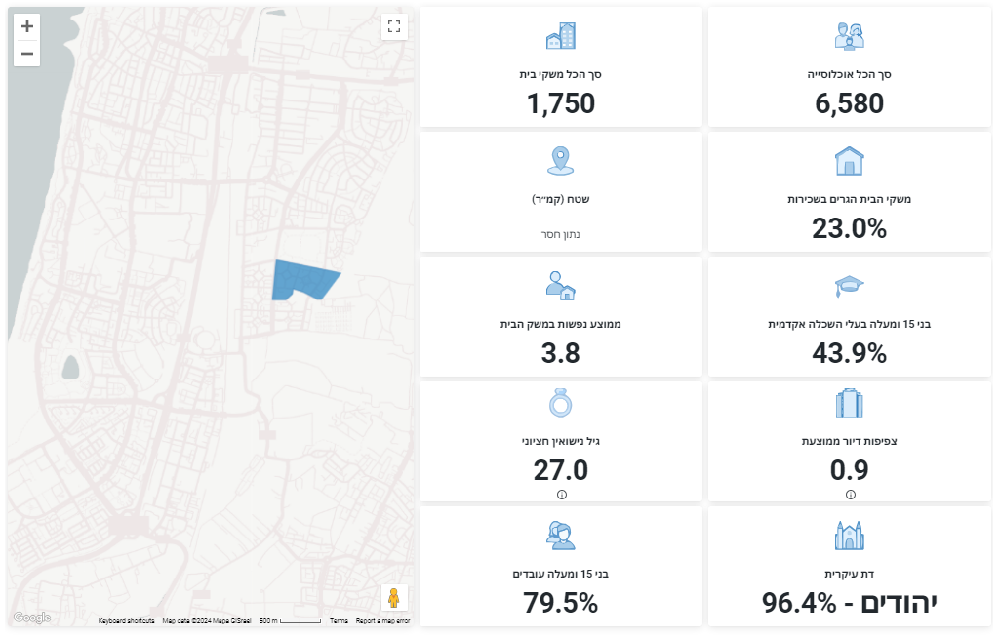 סך הכל אוכלוסייה
6,580
סך הכל משקי בית
1,750
משקי הבית הגרים בשכירות
23.0%
שטח (קמ״ר)
נתון חסר
בני 15 ומעלה בעלי השכלה אקדמית
43.9%
ממוצע נפשות במשק הבית
3.8
צפיפות דיור ממוצעת
0.9
גיל נישואין חציוני
27.0
דת עיקרית
יהודים - 96.4%
בני 15 ומעלה עובדים
79.5%
Google
Keyboard shortcuts Map data ©2024 Mapa GISrael 500 m Terms Report a map error